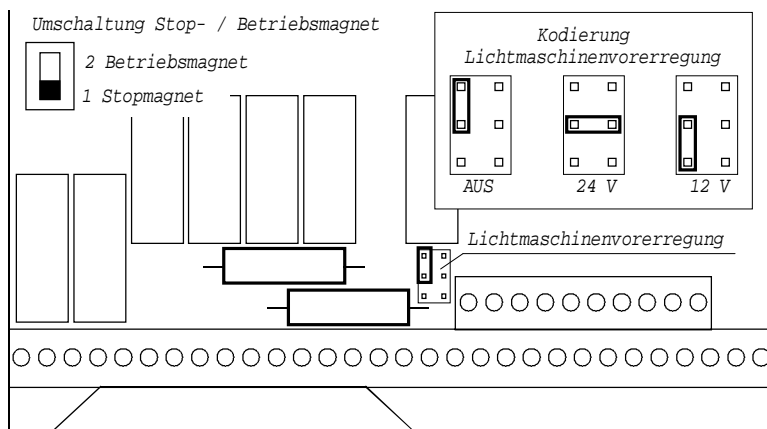 Umschaltung Stop- / Betriebsmagnet
2 Betriebsmagnet
1 Stopmagnet
Kodierung
Lichtmaschinenvorerregung
AUS
24 V
12 V
Lichtmaschinenvorerregung